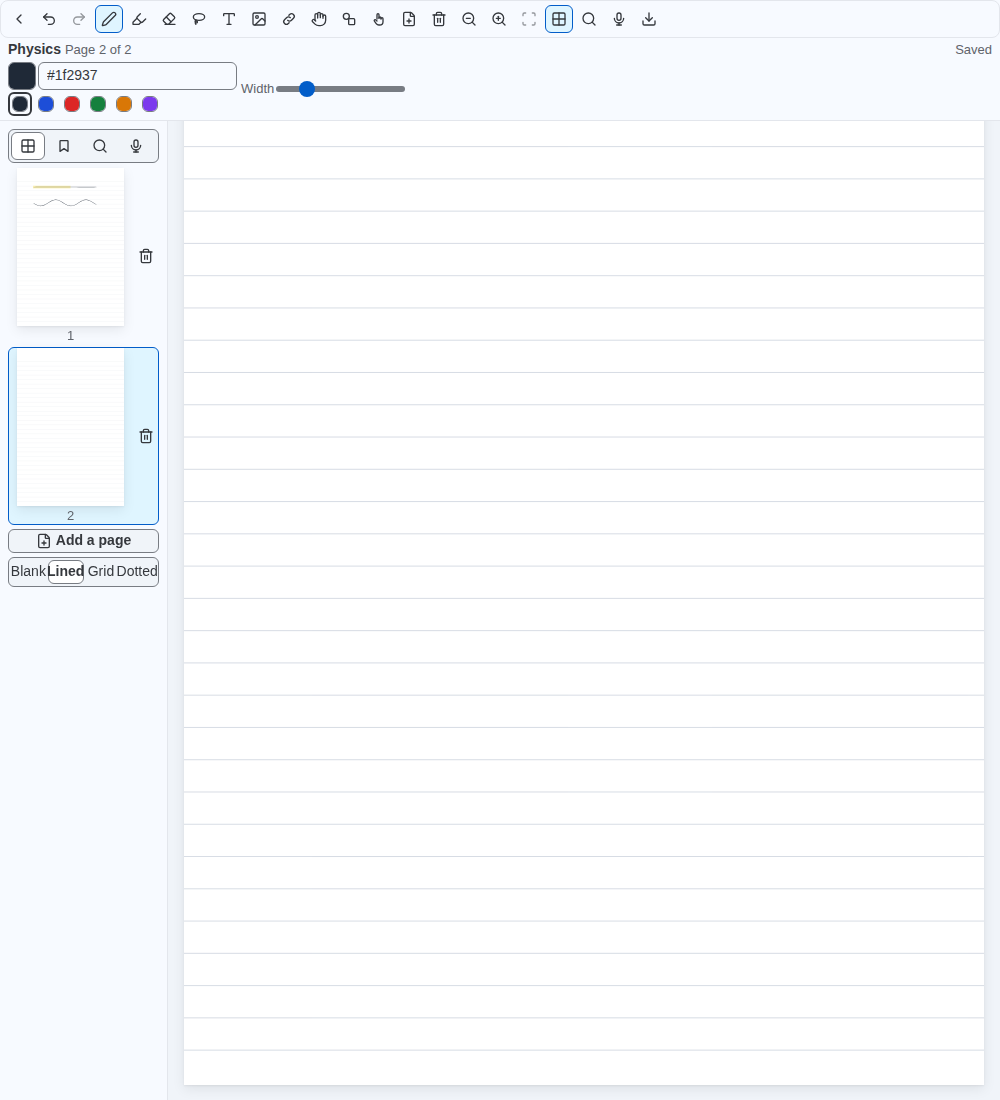 Physics Page 2 of 2
Saved
#1f2937
Width
1
2
Add a page
Blank Lined Grid Dotted